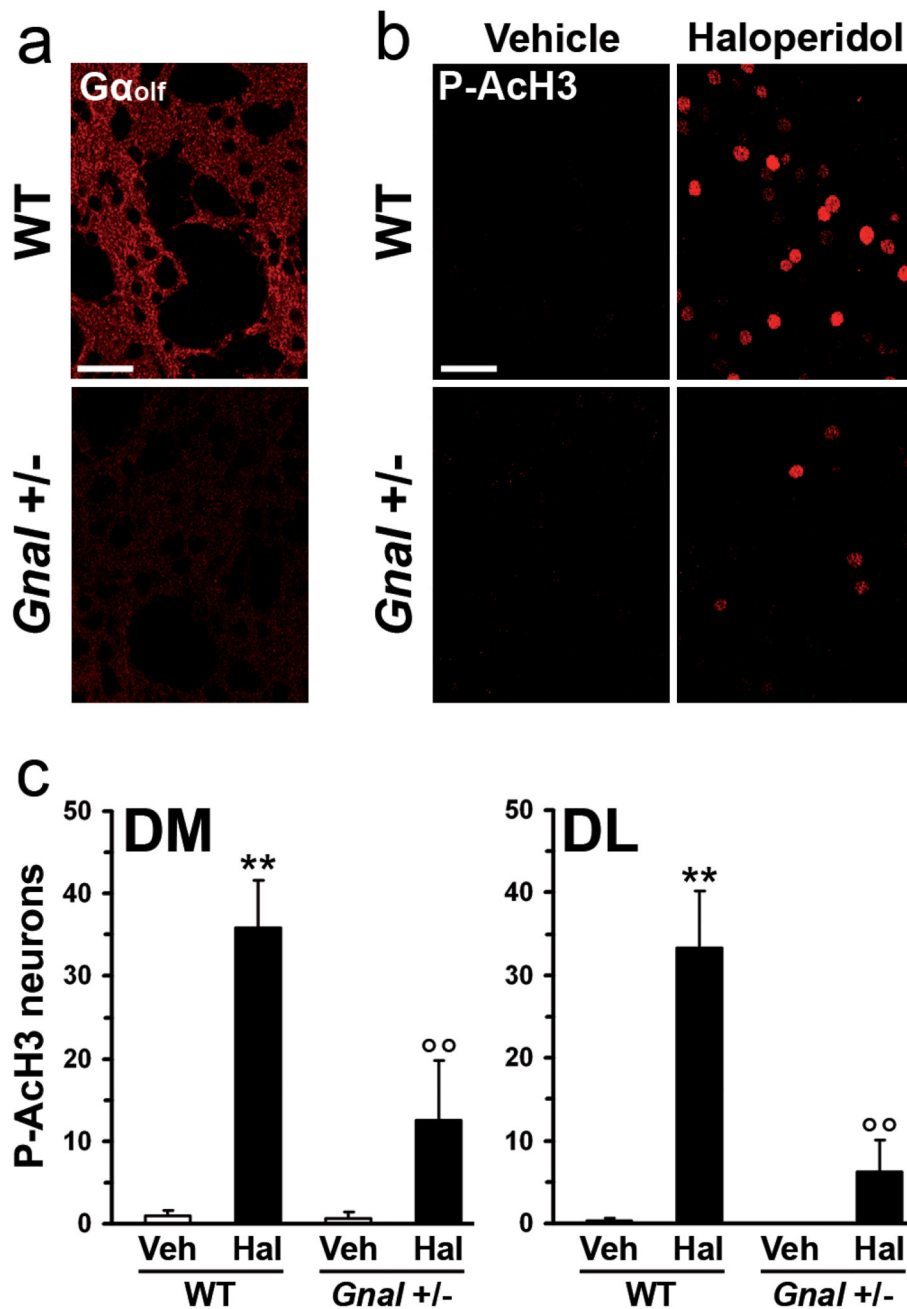 a
Gαolf
WT
Gnal +/-
b
Vehicle Haloperidol
P-AcH3
WT
Gnal +/-
c
P-AcH3 neurons
50
40
30
20
10
0
DM
**
°°
Veh Hal Veh Hal
WT Gnal +/-
50
40
30
20
10
0
DL
**
°°
Veh Hal Veh Hal
WT Gnal +/-